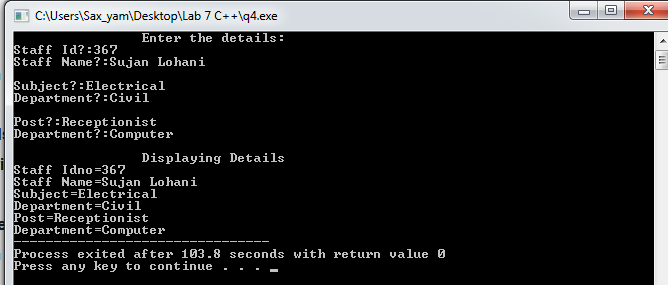 C:\Users\Sax_yam\Desktop\Lab 7 C++\q4.exe
Enter the details:
Staff Id?:367
Staff Name?:Sujan Lohani
Subject?:Electrical
Department?:Civil
Post?:Receptionist
Department?:Computer
Displaying Details
Staff Idno=367
Staff Name=Sujan Lohani
Subject=Electrical
Department=Civil
Post=Receptionist
Department=Computer
--------------------------------
Process exited after 103.8 seconds with return value 0
Press any key to continue . . . _